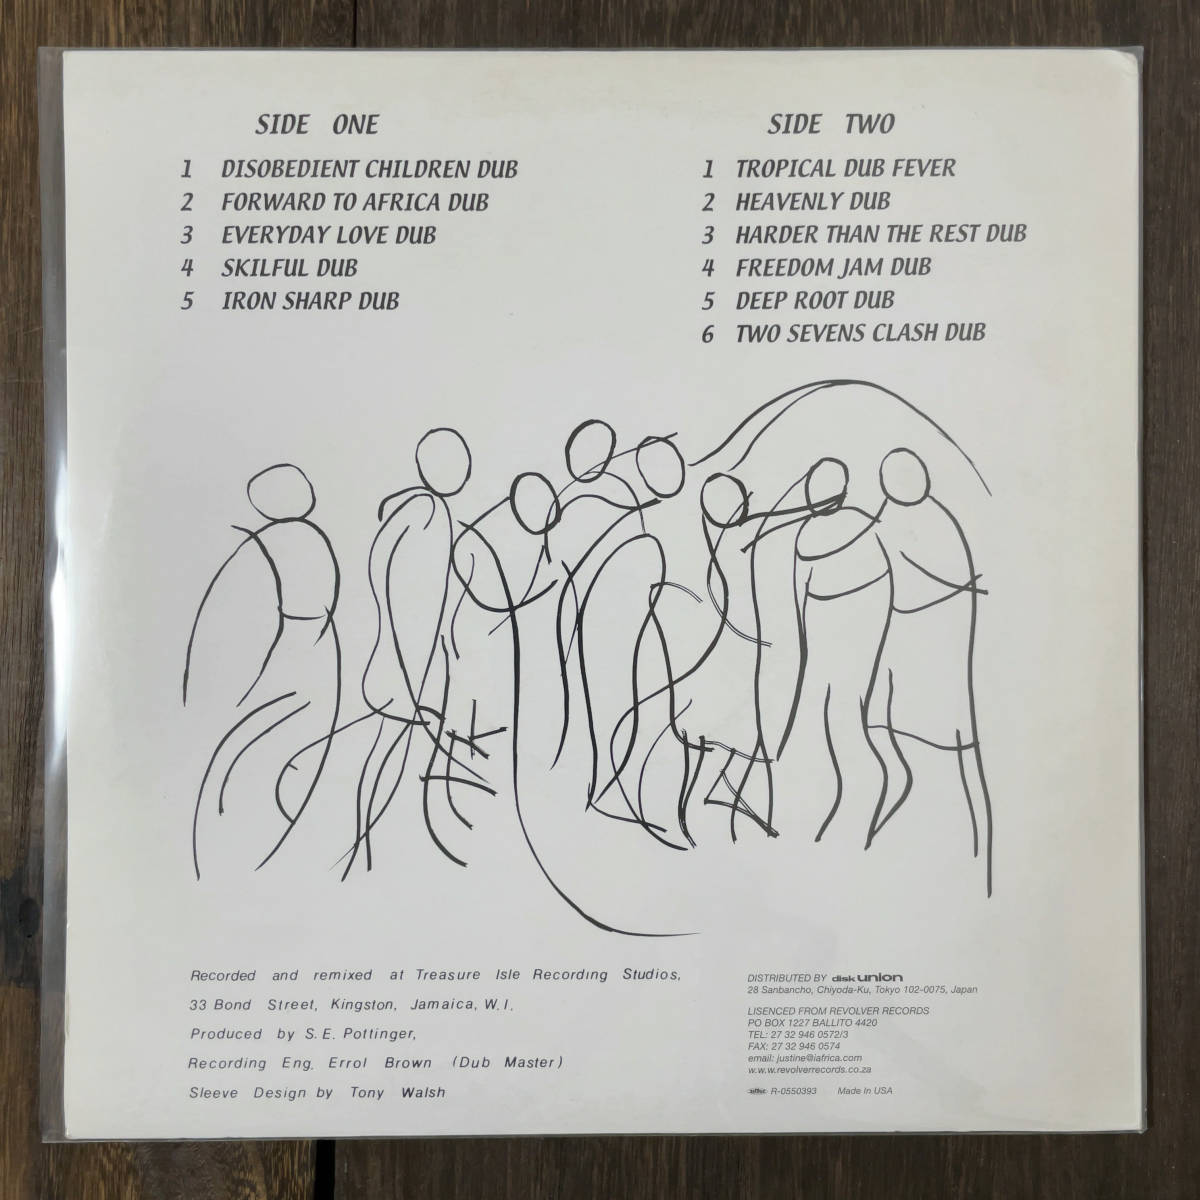 SIDE ONE
1 DISOBEDIENT CHILDREN DUB
2 FORWARD TO AFRICA DUB
3 EVERYDAY LOVE DUB
4 SKILFUL DUB
5 IRON SHARP DUB
SIDE TWO
1 TROPICAL DUB FEVER
2 HEAVENLY DUB
3 HARDER THAN THE REST DUB
4 FREEDOM JAM DUB
5 DEEP ROOT DUB
6 TWO SEVENS CLASH DUB
Recorded and remixed at Treasure Isle Recording Studios,
33 Bond Street, Kingston, Jamaica, W.I.
Produced by S.E. Pottinger,
Recording Eng. Errol Brown (Dub Master)
Sleeve Design by Tony Walsh
DISTRIBUTED BY disk union
28 Sanbancho, Chiyoda-Ku, Tokyo 102-0075, Japan
LISENCED FROM REVOLVER RECORDS
PO BOX 1227 BALLITO 4420
TEL: 27 32 946 0572/3
FAX: 27 32 946 0574
email: justine@iafrica.com
w.w.w.revolverrecords.co.za
R-0550393 Made In USA